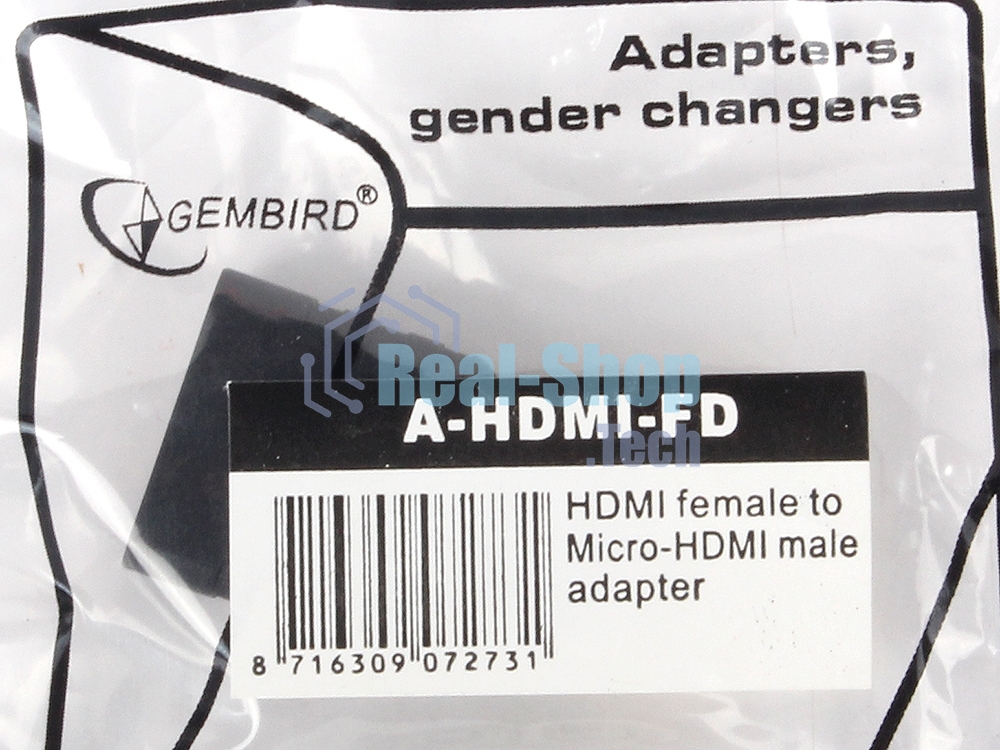 Adapters,
gender changers
GEMBIRD®
Real-Shop
.Tech
A-HDMI-FD
HDMI female to
Micro-HDMI male
adapter
8 716309 072731